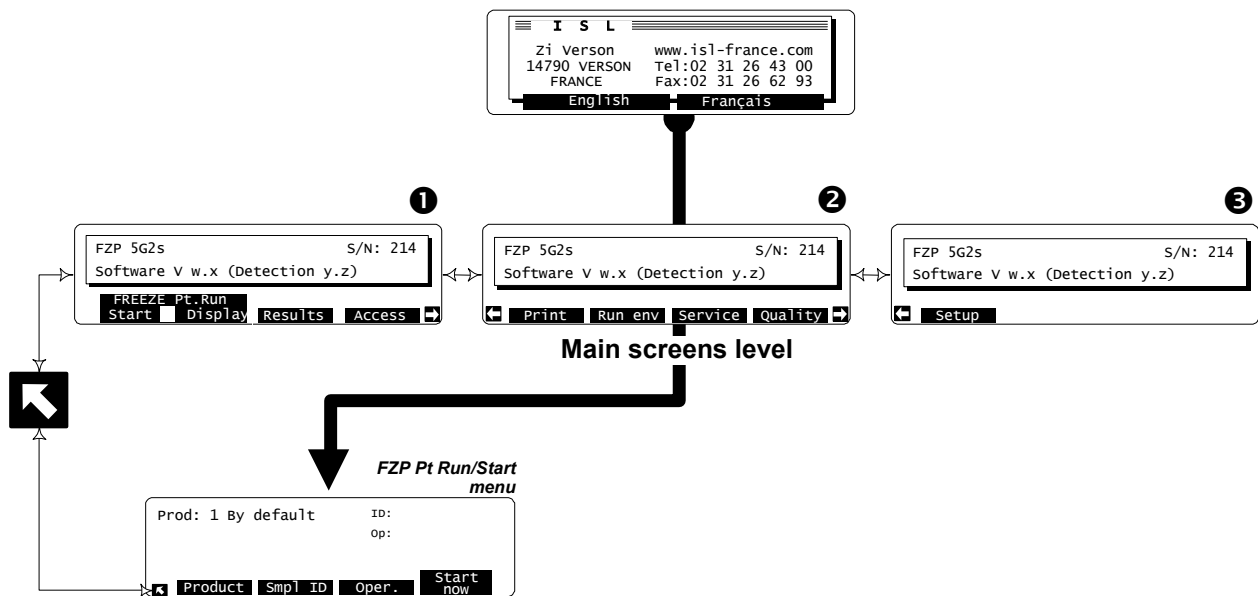 I S L
Zi Verson www.isl-france.com
14790 VERSON Tel:02 31 26 43 00
FRANCE Fax:02 31 26 62 93
English Français
❶
FZP 5G2s S/N: 214
Software V w.x (Detection y.z)
FREEZE Pt.Run
Start Display Results Access
❷
FZP 5G2s S/N: 214
Software V w.x (Detection y.z)
Print Run env Service Quality
❸
FZP 5G2s S/N: 214
Software V w.x (Detection y.z)
Setup
Main screens level
FZP Pt Run/Start
menu
Prod: 1 By default ID:
Op:
Product Smpl ID Oper. Start
now